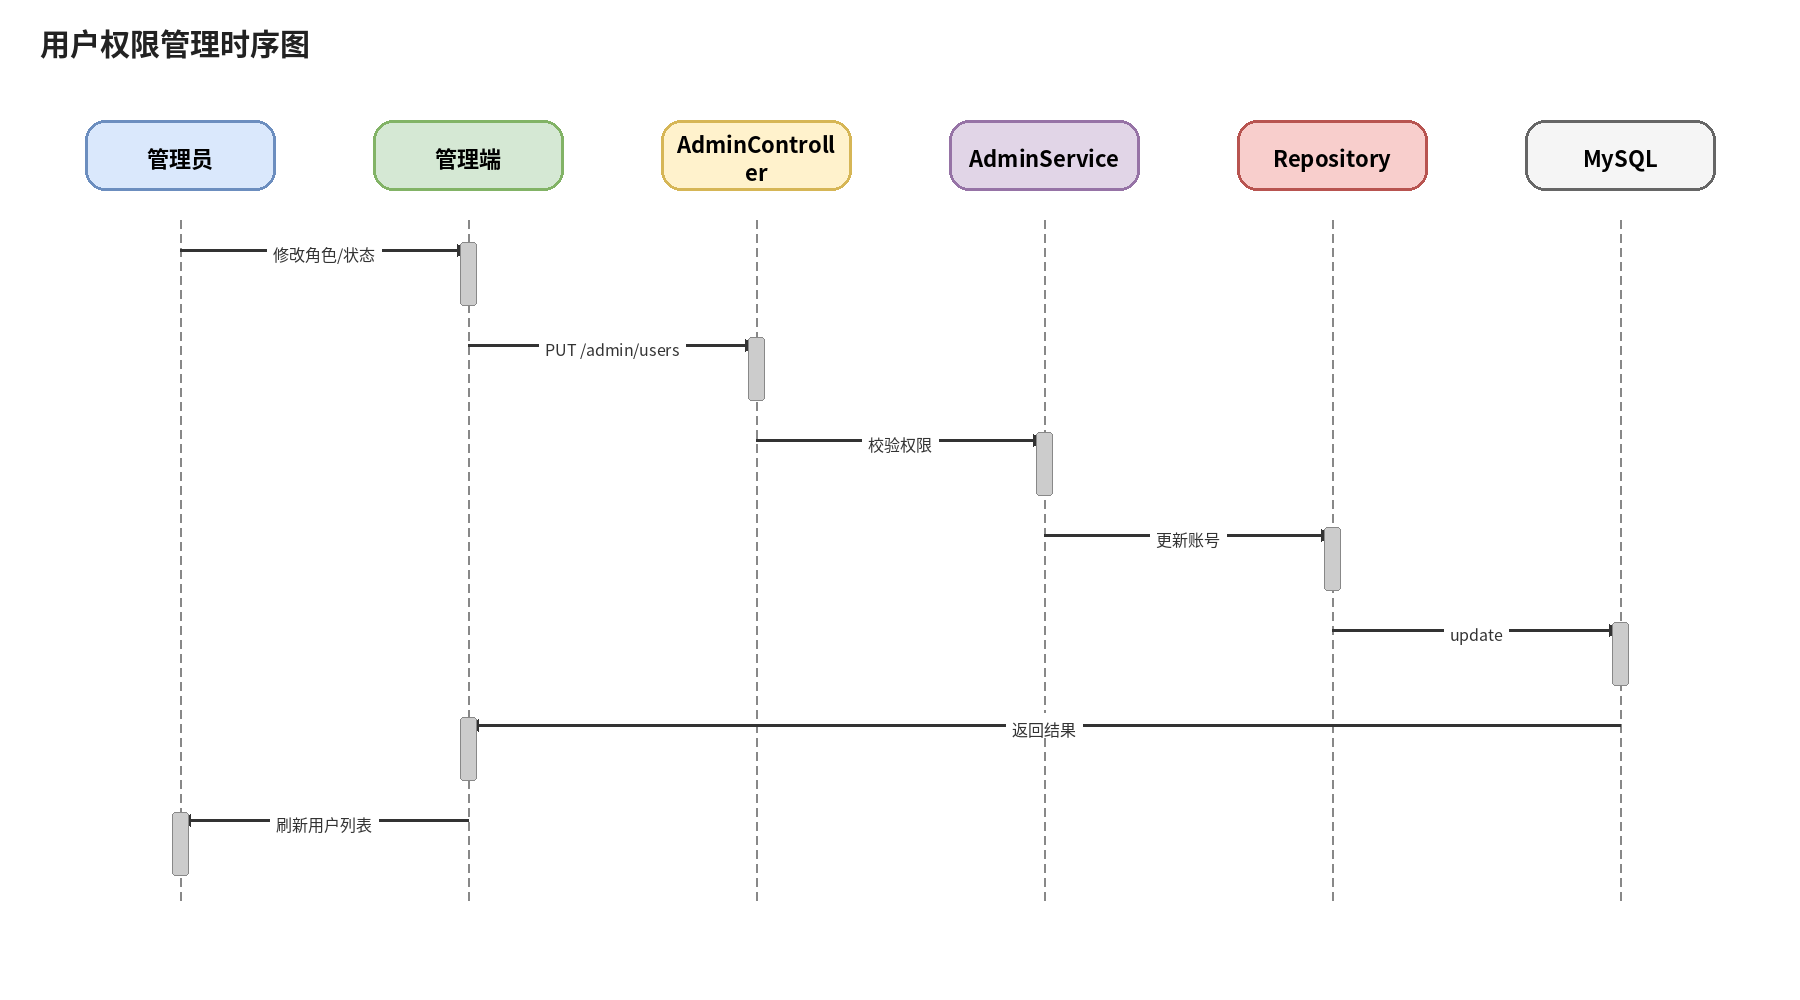 用户权限管理时序图
管理员
管理端
AdminControll
er
AdminService
Repository
MySQL
修改角色/状态
PUT /admin/users
校验权限
更新账号
update
返回结果
刷新用户列表